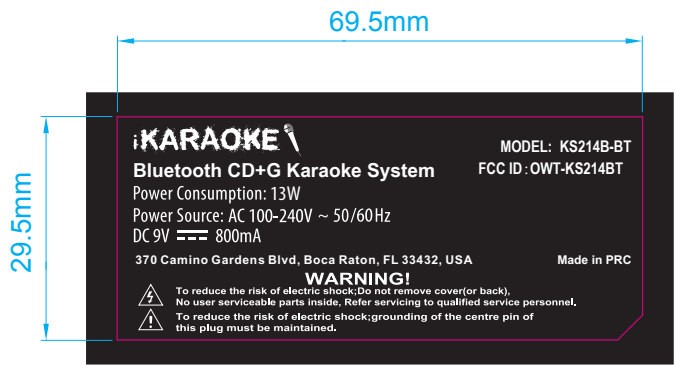 69.5mm
29.5mm
iKARAOKE
MODEL: KS214B-BT
Bluetooth CD+G Karaoke System
FCC ID : OWT-KS214BT
Power Consumption: 13W
Power Source: AC 100-240V ~ 50/60Hz
DC 9V 800mA
370 Camino Gardens Blvd, Boca Raton, FL 33432, USA
Made in PRC
WARNING!
To reduce the risk of electric shock;Do not remove cover(or back),
No user serviceable parts inside, Refer servicing to qualified service personnel.
To reduce the risk of electric shock;grounding of the centre pin of
this plug must be maintained.